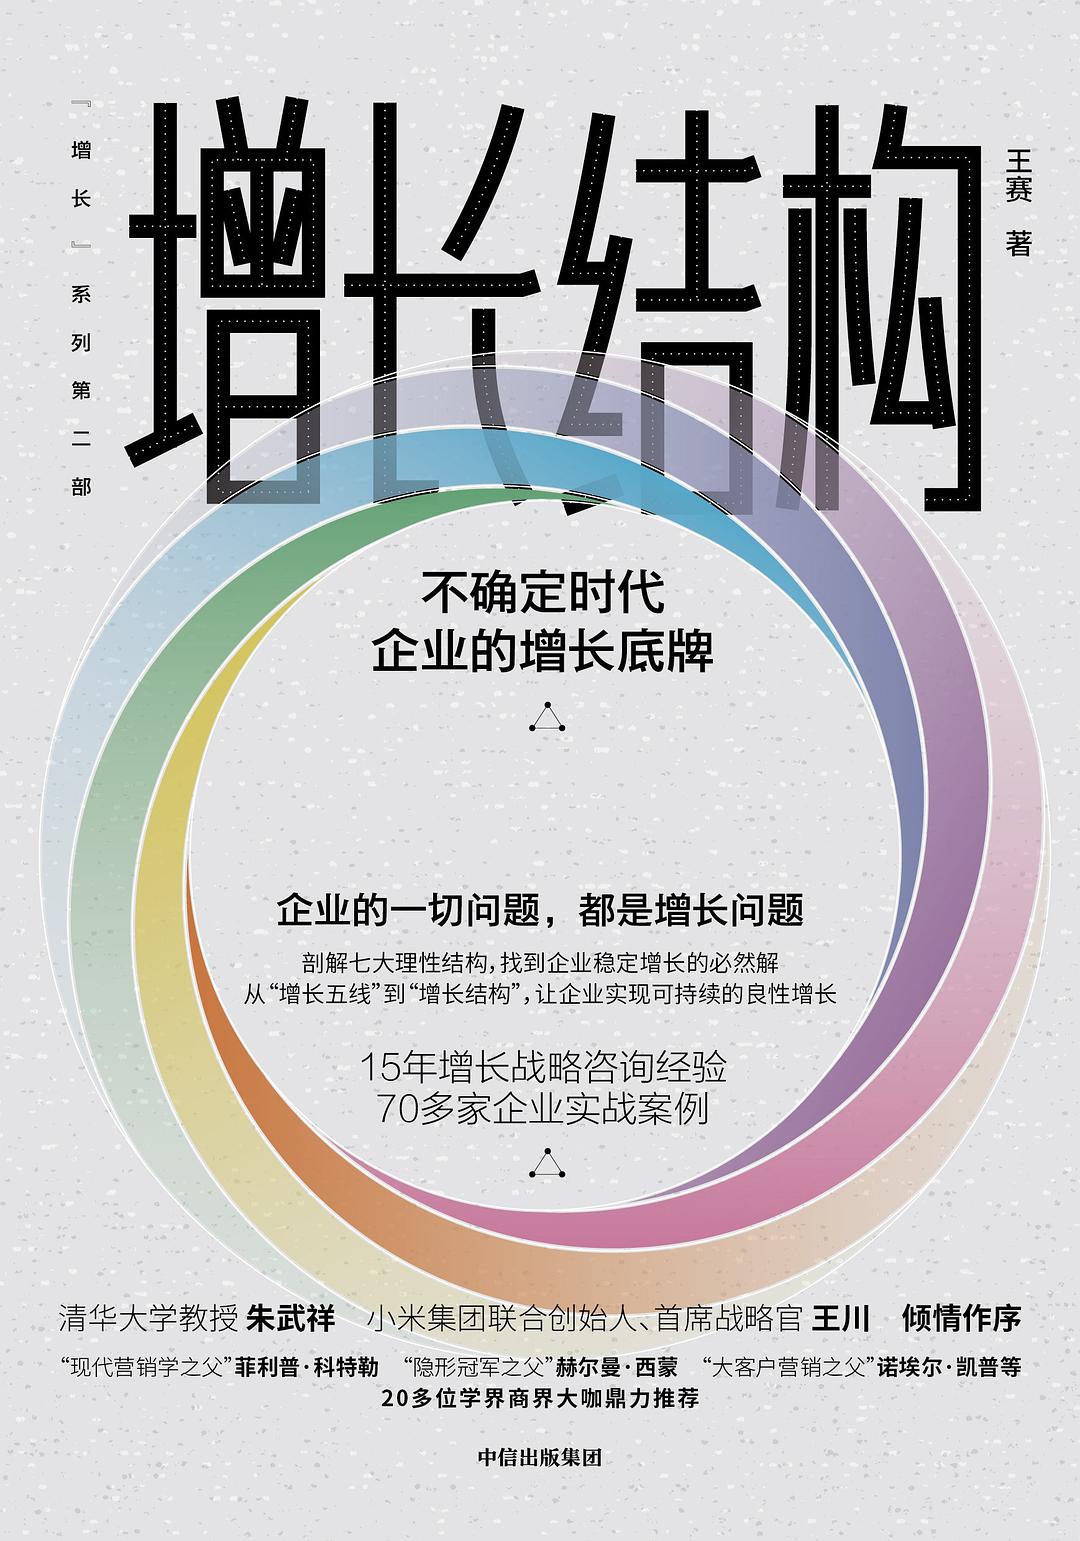 增长结构
『增长』系列第二部
王赛 著
不确定时代
企业的增长底牌
企业的一切问题，都是增长问题
剖解七大理性结构，找到企业稳定增长的必然解
从“增长五线”到“增长结构”，让企业实现可持续的良性增长
15年增长战略咨询经验
70多家企业实战案例
清华大学教授 朱武祥 小米集团联合创始人、首席战略官 王川 倾情作序
“现代营销学之父”菲利普·科特勒 “隐形冠军之父”赫尔曼·西蒙 “大客户营销之父”诺埃尔·凯普等
20多位学界商界大咖鼎力推荐
中信出版集团